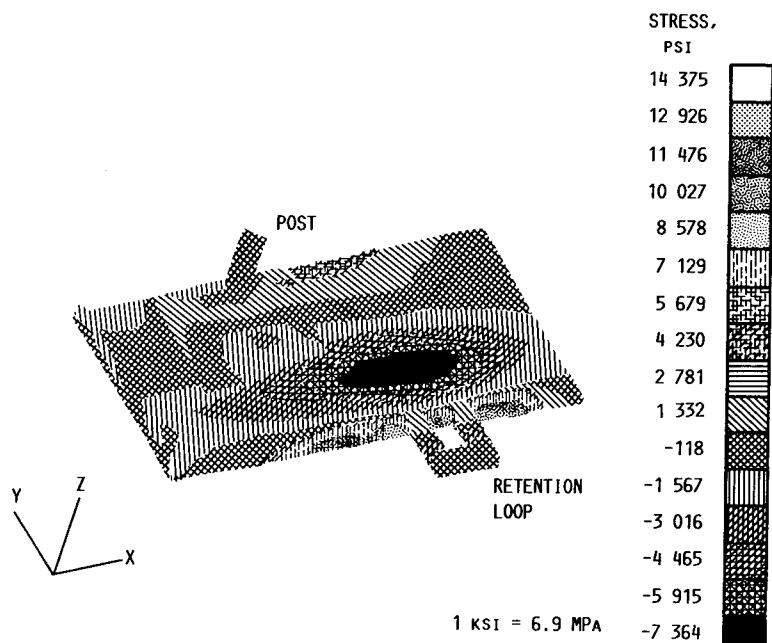 STRESS,
PSI
14 375
12 926
11 476
10 027
8 578
7 129
5 679
4 230
2 781
1 332
-118
-1 567
-3 016
-4 465
-5 915
-7 364
POST
RETENTION
LOOP
Y
Z
X
1 KSI = 6.9 MPA